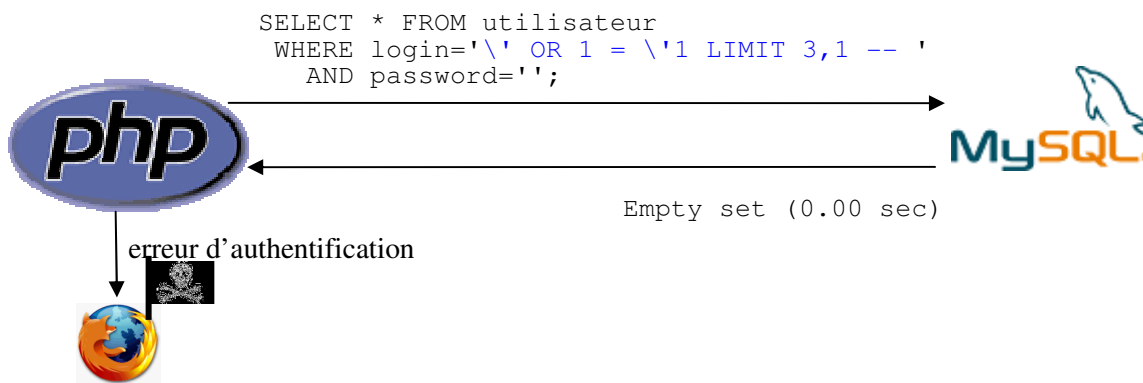 SELECT * FROM utilisateur
WHERE login='\' OR 1 = \'1 LIMIT 3,1 -- '
AND password='';
php
MySQL
Empty set (0.00 sec)
erreur d'authentification